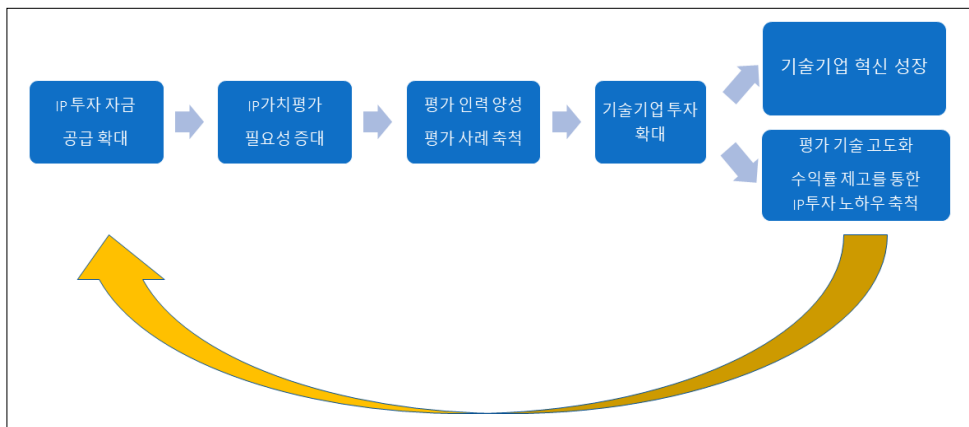 IP 투자 자금
공급 확대
IP가치평가
필요성 증대
평가 인력 양성
평가 사례 축척
기술기업 투자
확대
기술기업 혁신 성장
평가 기술 고도화
수익률 제고를 통한
IP투자 노하우 축척